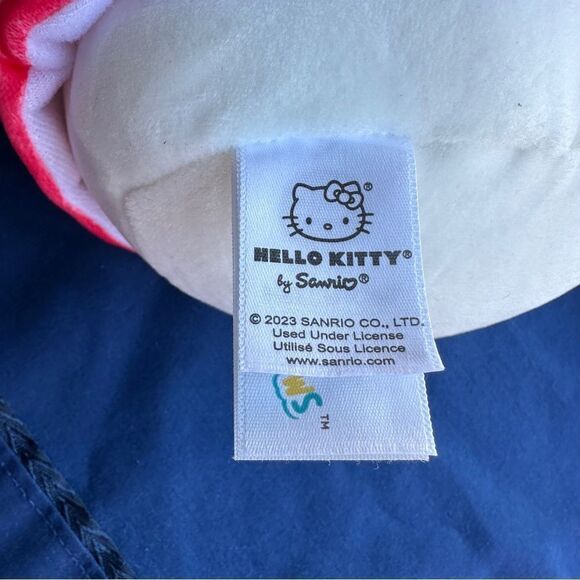 HELLO KITTY®
by Sanrio®
© 2023 SANRIO CO., LTD.
Used Under License
Utilisé Sous Licence
www.sanrio.com
TM